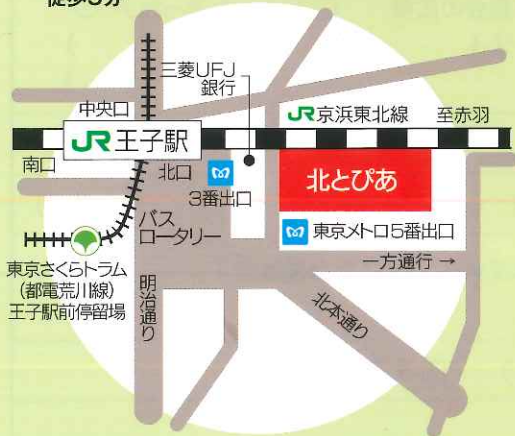 徒歩5分
三菱UFJ
銀行
中央口
JR京浜東北線
至赤羽
JR王子駅
南口
北口
3番出口
北とぴあ
バス
ロータリー
東京メトロ5番出口
一方通行→
東京さくらトラム
(都電荒川線)
王子駅前停留場
明治通り
北本通り